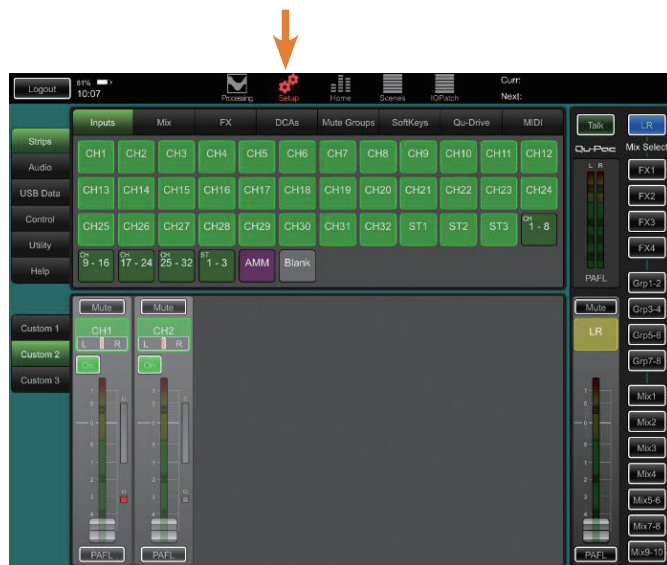 Logout
81%
10:07
Processing
Setup
Home
Scenes
IOPatch
Curr:
Next:
Inputs Mix FX DCAs Mute Groups SoftKeys Qu-Drive MIDI
Strips
Audio
USB Data
Control
Utility
Help
CH1 CH2 CH3 CH4 CH5 CH6 CH7 CH8 CH9 CH10 CH11 CH12
CH13 CH14 CH15 CH16 CH17 CH18 CH19 CH20 CH21 CH22 CH23 CH24
CH25 CH26 CH27 CH28 CH29 CH30 CH31 CH32 ST1 ST2 ST3 CH 1 - 8
CH 9 - 16 CH 17 - 24 CH 25 - 32 ST 1 - 3 AMM Blank
Talk
Qu-Pac
L R
PAFL
LR
Mix Select
FX1
FX2
FX3
FX4
Grp1-2
Grp3-4
Grp5-6
Grp7-8
Mix1
Mix2
Mix3
Mix4
Mix5-6
Mix7-8
Mix9-10
Custom 1
Custom 2
Custom 3
Mute Mute
CH1 CH2
L R L R
On On
PAFL PAFL
Mute
LR
PAFL